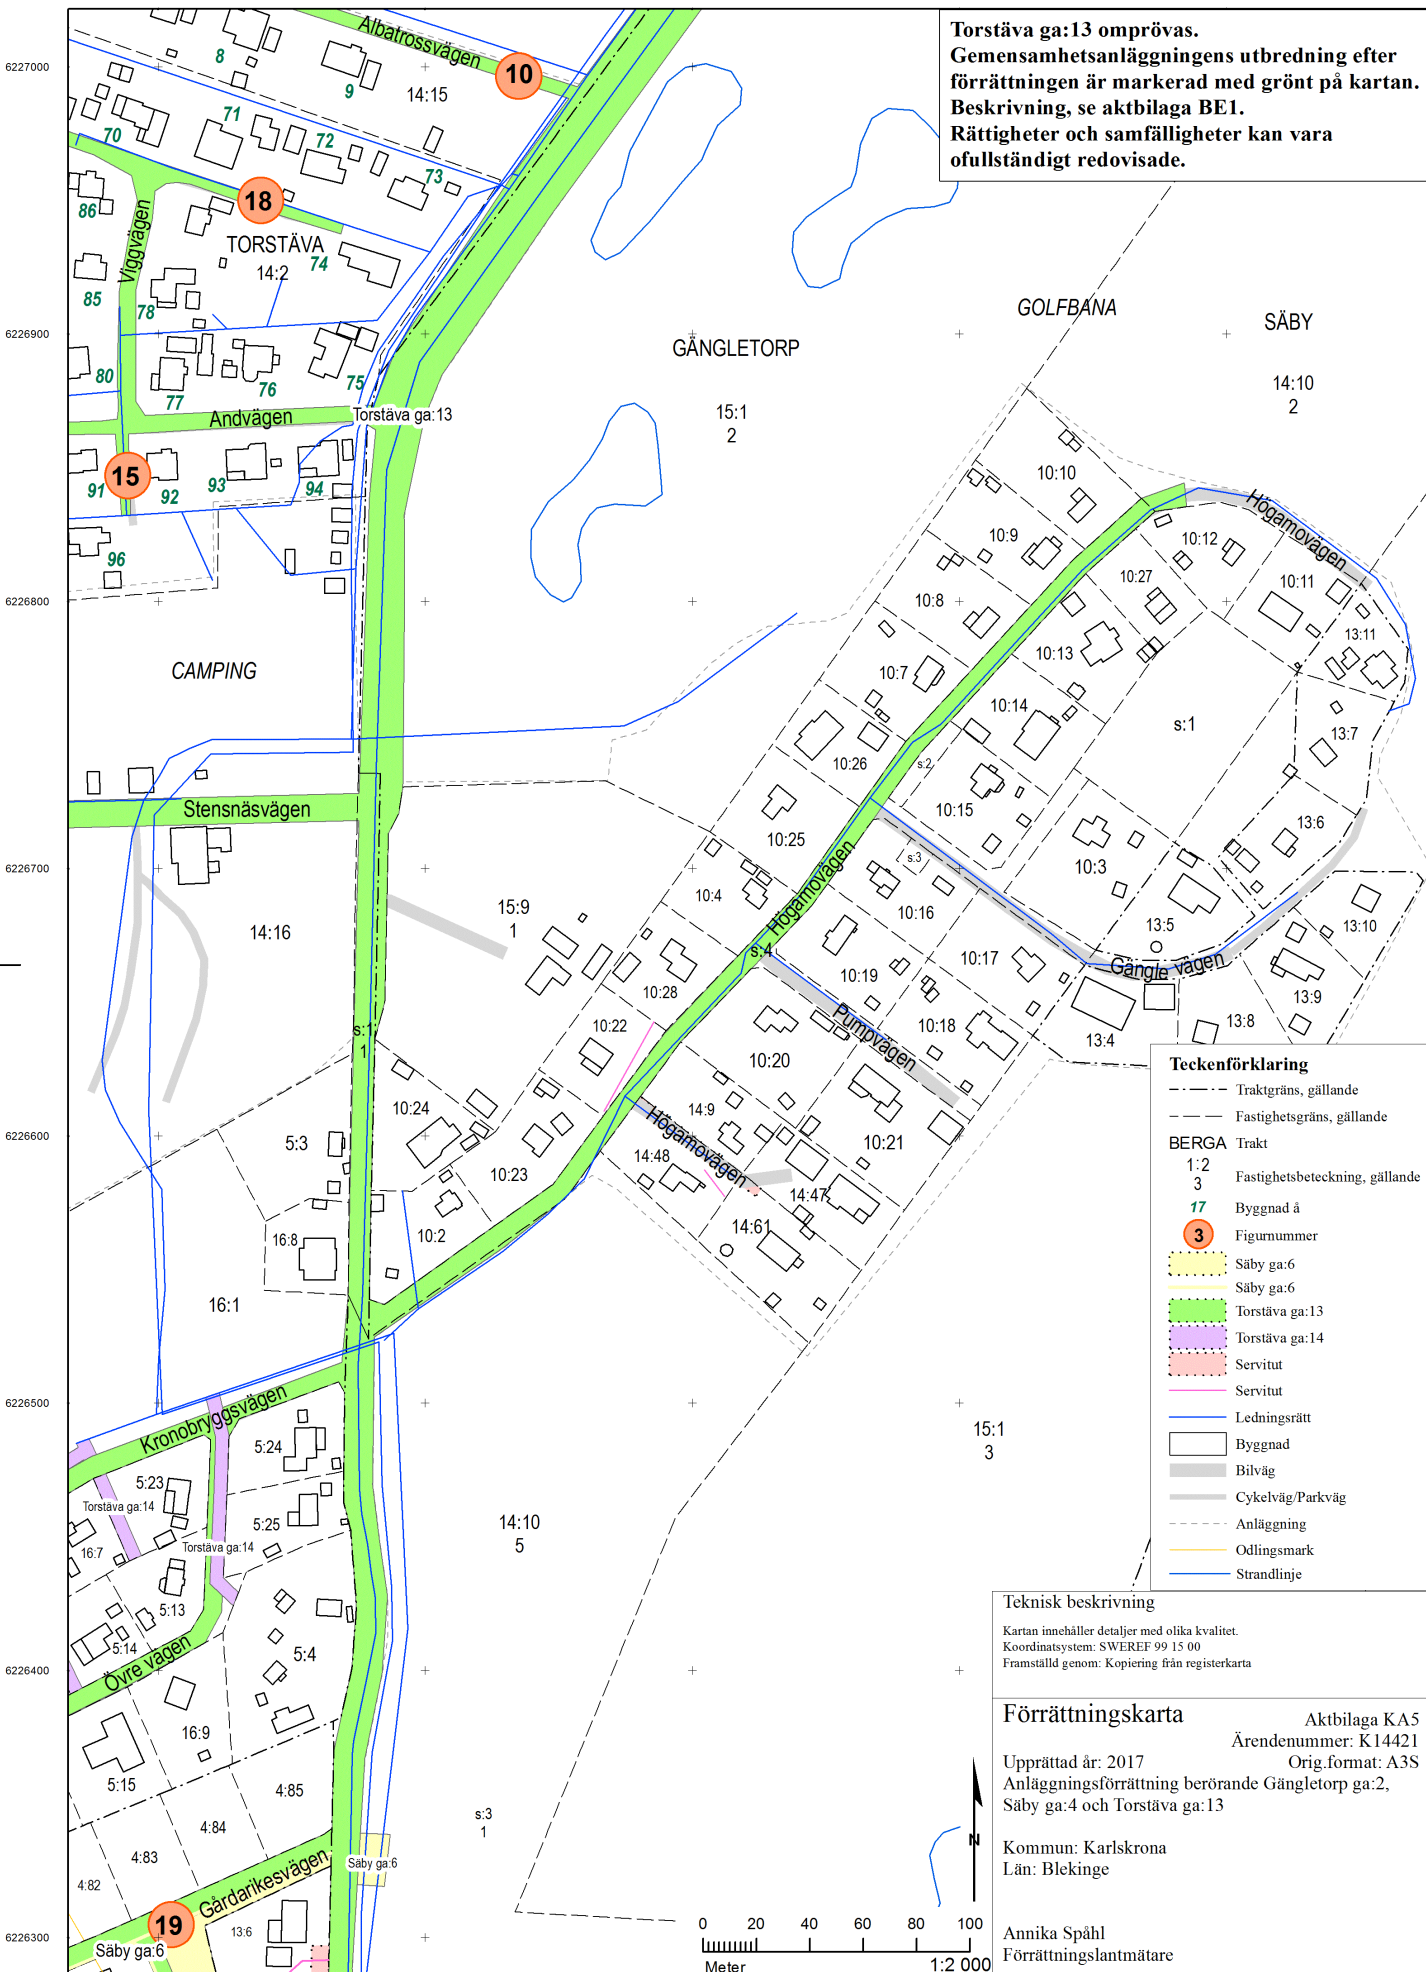 Torstäva ga:13 omprövas.
Gemensamhetsanläggningens utbredning efter
förrättningen är markerad med grönt på kartan.
Beskrivning, se aktbilaga BE1.
Rättigheter och samfälligheter kan vara
ofullständigt redovisade.
Albatrossvägen
10
8
9
14:15
6227000
71
70
72
73
18
86
Viggvägen
TORSTÄVA
74
14:2
85
78
GOLFBANA
SÄBY
6226900
GÄNGLETORP
80
77
76
75
14:10
2
Andvägen
Torstäva ga:13
15:1
2
15
91
92
93
94
96
10:10
10:9
Högamovägen
10:12
10:27
10:11
6226800
10:8
13:11
10:13
CAMPING
10:7
10:14
s:1
13:7
10:26
s:2
Stensnäsvägen
10:15
13:6
10:25
10:3
s:3
6226700
Högamovägen
10:4
15:9
1
10:16
13:5
13:10
14:16
s:4
10:17
Gängle vägen
10:28
10:19
13:9
s:1
1
10:22
Pumpvägen
10:18
13:8
13:4
10:20
10:24
14:9
6226600
5:3
Högamovägen
10:21
14:48
10:23
14:47
16:8
10:2
14:61
16:1
6226500
Kronobryggsvägen
15:1
3
5:24
5:23
Torstäva ga:14
14:10
5
5:25
16:7
Torstäva ga:14
5:13
5:14
5:4
Övre vägen
6226400
16:9
5:15
4:85
4:84
s:3
1
4:83
Säby ga:6
4:82
Gårdarikesvägen
19
13:6
6226300
Säby ga:6
Teckenförklaring
Traktgräns, gällande
Fastighetsgräns, gällande
BERGA Trakt
1:2
3 Fastighetsbeteckning, gällande
17 Byggnad å
3 Figurnummer
Säby ga:6
Säby ga:6
Torstäva ga:13
Torstäva ga:14
Servitut
Servitut
Ledningsrätt
Byggnad
Bilväg
Cykelväg/Parkväg
Anläggning
Odlingsmark
Strandlinje
Teknisk beskrivning
Kartan innehåller detaljer med olika kvalitet.
Koordinatsystem: SWEREF 99 15 00
Framställd genom: Kopiering från registerkarta
Förrättningskarta
Aktbilaga KA5
Ärendenummer: K14421
Upprättad år: 2017 Orig.format: A3S
Anläggningsförrättning berörande Gängletorp ga:2,
Säby ga:4 och Torstäva ga:13
Kommun: Karlskrona
Län: Blekinge
Annika Spåhl
Förrättningslantmätare
N
0 20 40 60 80 100
Meter 1:2 000